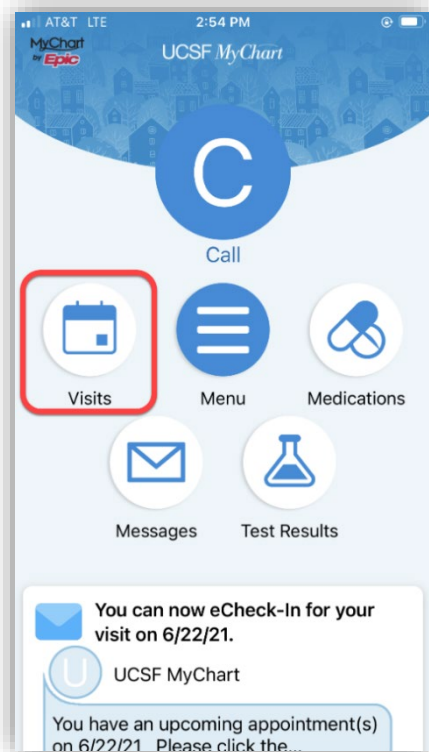 AT&T LTE 2:54 PM
MyChart
by Epic
UCSF MyChart
C
Call
Visits Menu Medications
Messages Test Results
You can now eCheck-In for your
visit on 6/22/21.
U UCSF MyChart
You have an upcoming appointment(s)
on 6/22/21. Please click the...